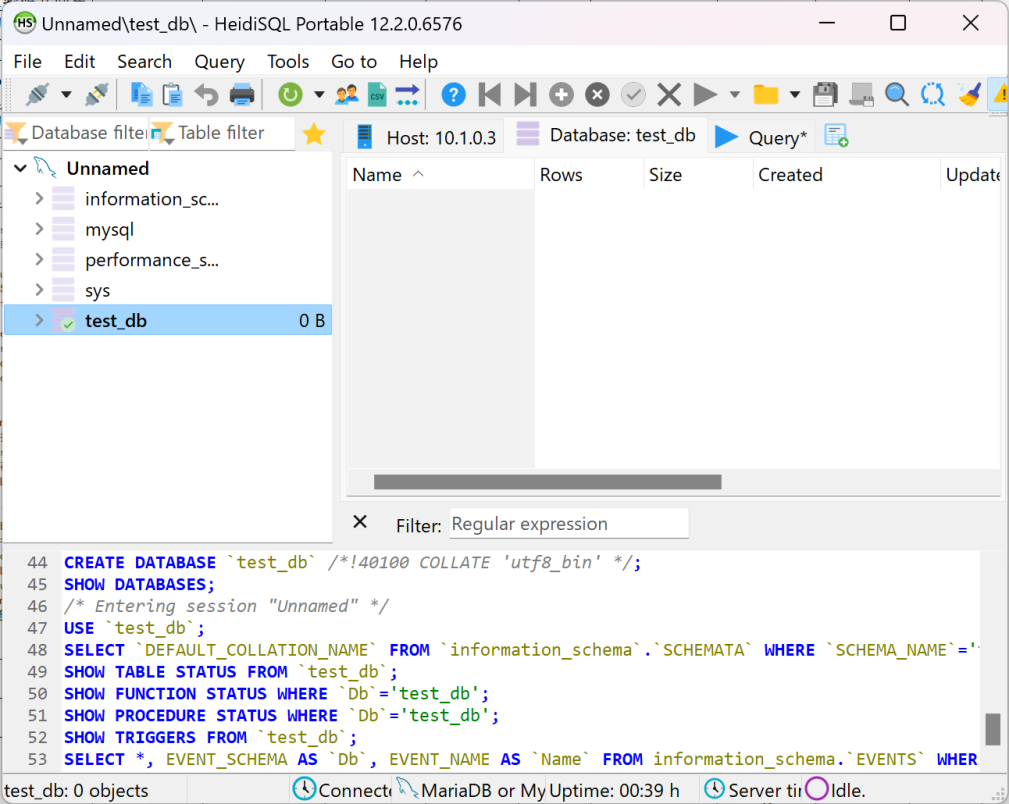 Unnamed\test_db\ - HeidiSQL Portable 12.2.0.6576
File Edit Search Query Tools Go to Help
Database filte Table filter
Host: 10.1.0.3 Database: test_db Query*
Name Rows Size Created Update
Unnamed
information_sc...
mysql
performance_s...
sys
test_db 0 B
Filter: Regular expression
44 CREATE DATABASE `test_db` /*!40100 COLLATE 'utf8_bin' */;
45 SHOW DATABASES;
46 /* Entering session "Unnamed" */
47 USE `test_db`;
48 SELECT `DEFAULT_COLLATION_NAME` FROM `information_schema`.`SCHEMATA` WHERE `SCHEMA_NAME`='
49 SHOW TABLE STATUS FROM `test_db`;
50 SHOW FUNCTION STATUS WHERE `Db`='test_db';
51 SHOW PROCEDURE STATUS WHERE `Db`='test_db';
52 SHOW TRIGGERS FROM `test_db`;
53 SELECT *, EVENT_SCHEMA AS `Db`, EVENT_NAME AS `Name` FROM information_schema.`EVENTS` WHER
test_db: 0 objects Connecte MariaDB or My Uptime: 00:39 h Server ti Idle.